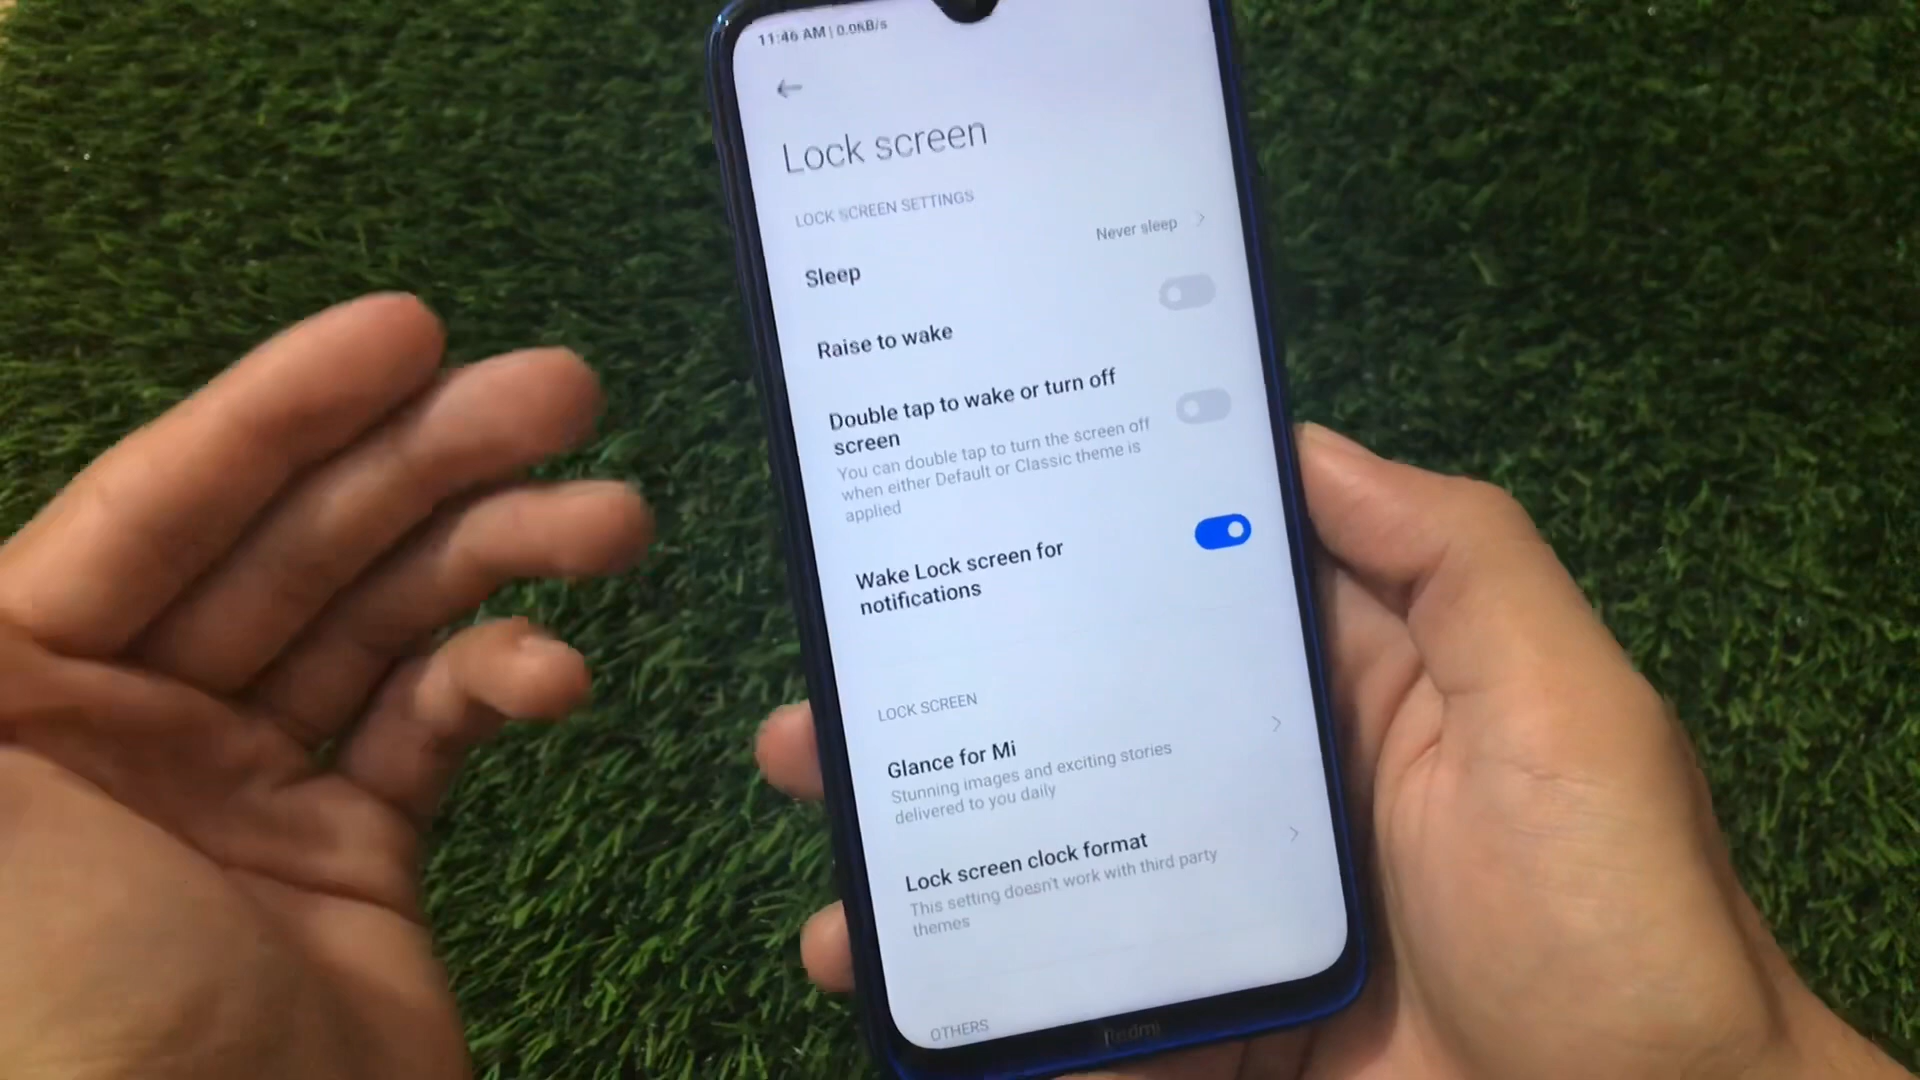 11:46 AM | 0.0KB/s
Lock screen
LOCK SCREEN SETTINGS
Sleep
Never sleep
Raise to wake
Double tap to wake or turn off
screen
You can double tap to turn the screen off
when either Default or Classic theme is
applied
Wake Lock screen for
notifications
LOCK SCREEN
Glance for Mi
Stunning images and exciting stories
delivered to you daily
Lock screen clock format
This setting doesn't work with third party
themes
OTHERS
Redmi